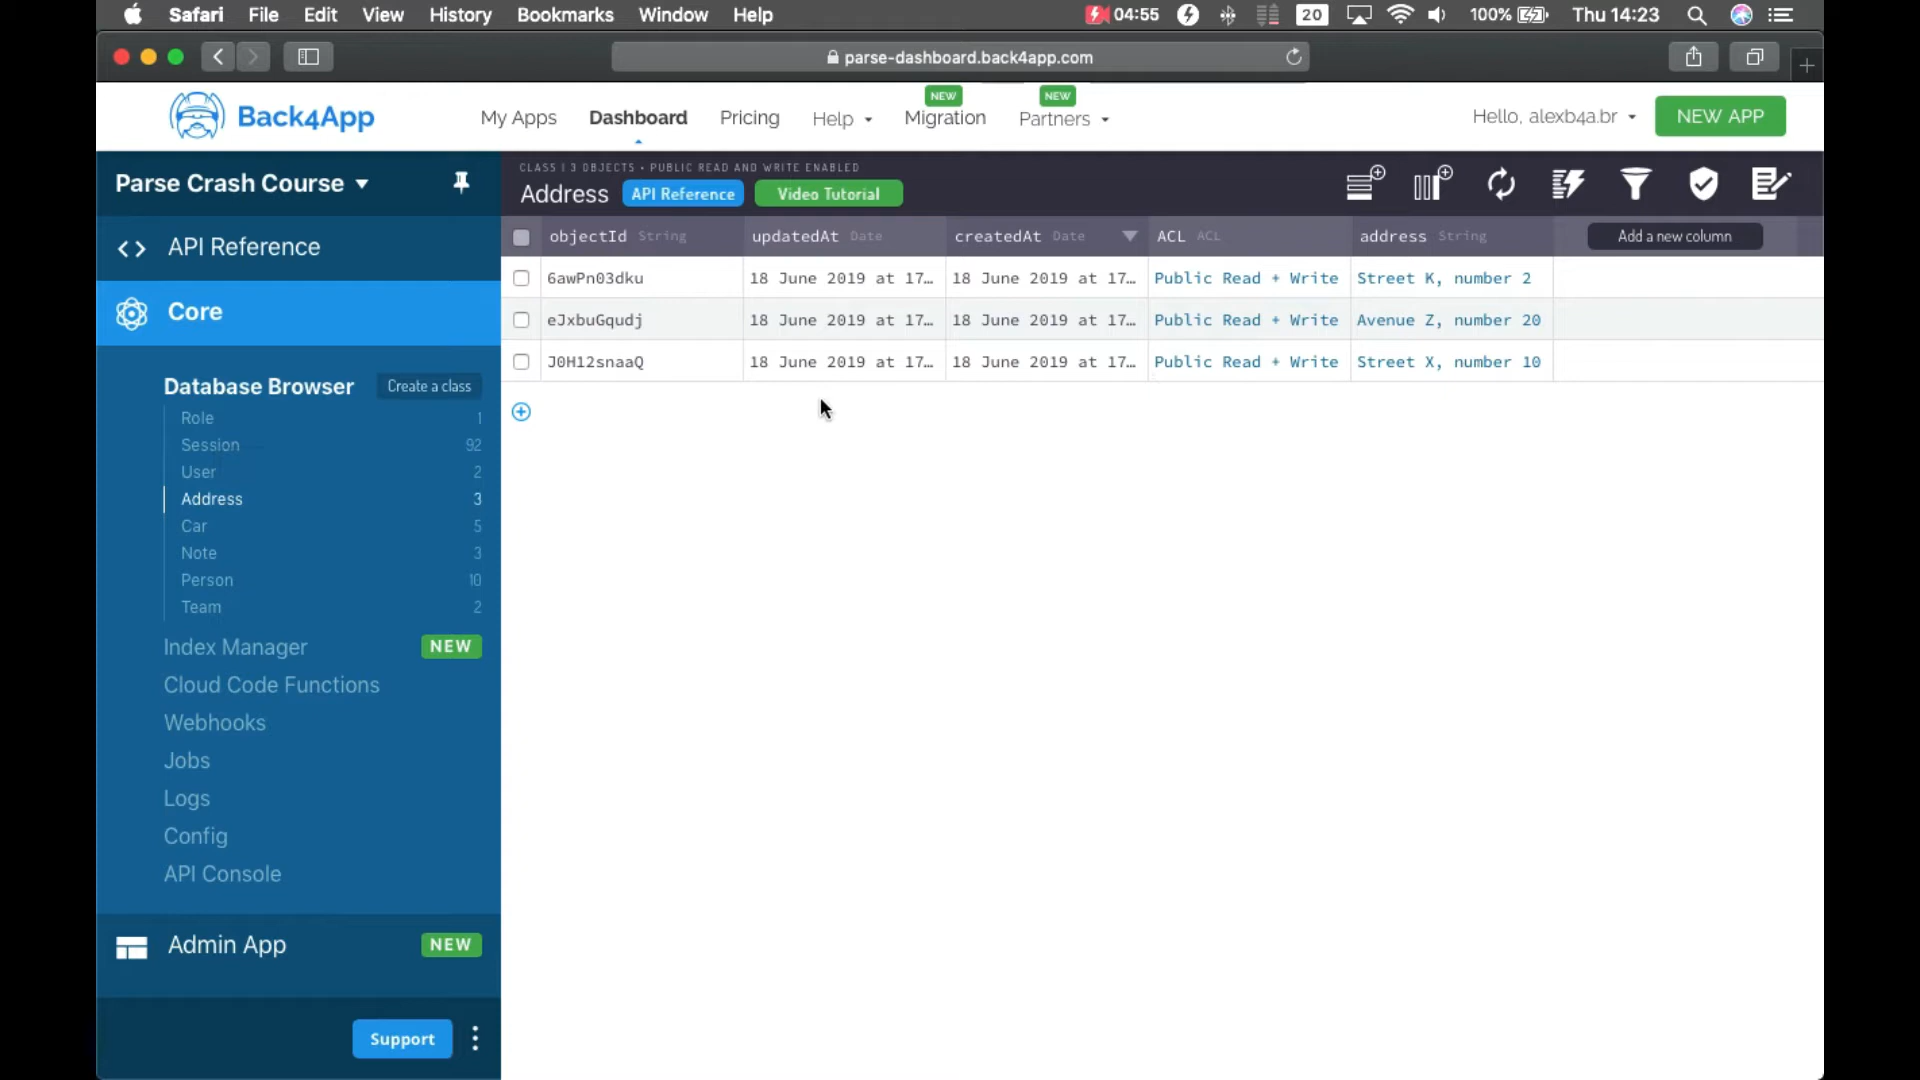 Safari File Edit View History Bookmarks Window Help 04:55 20 100% Thu 14:23
parse-dashboard.back4app.com
Back4App My Apps Dashboard Pricing Help NEW Migration NEW Partners Hello, alexb4a.br NEW APP
Parse Crash Course
CLASS | 3 OBJECTS • PUBLIC READ AND WRITE ENABLED
Address API Reference Video Tutorial
objectId String updatedAt Date createdAt Date ACL ACL address String Add a new column
6awPn03dku 18 June 2019 at 17… 18 June 2019 at 17… Public Read + Write Street K, number 2
eJxbuGqudj 18 June 2019 at 17… 18 June 2019 at 17… Public Read + Write Avenue Z, number 20
J0H12snaaQ 18 June 2019 at 17… 18 June 2019 at 17… Public Read + Write Street X, number 10
API Reference
Core
Database Browser Create a class
Role 1
Session 92
User 2
Address 3
Car 5
Note 3
Person 10
Team 2
Index Manager NEW
Cloud Code Functions
Webhooks
Jobs
Logs
Config
API Console
Admin App NEW
Support